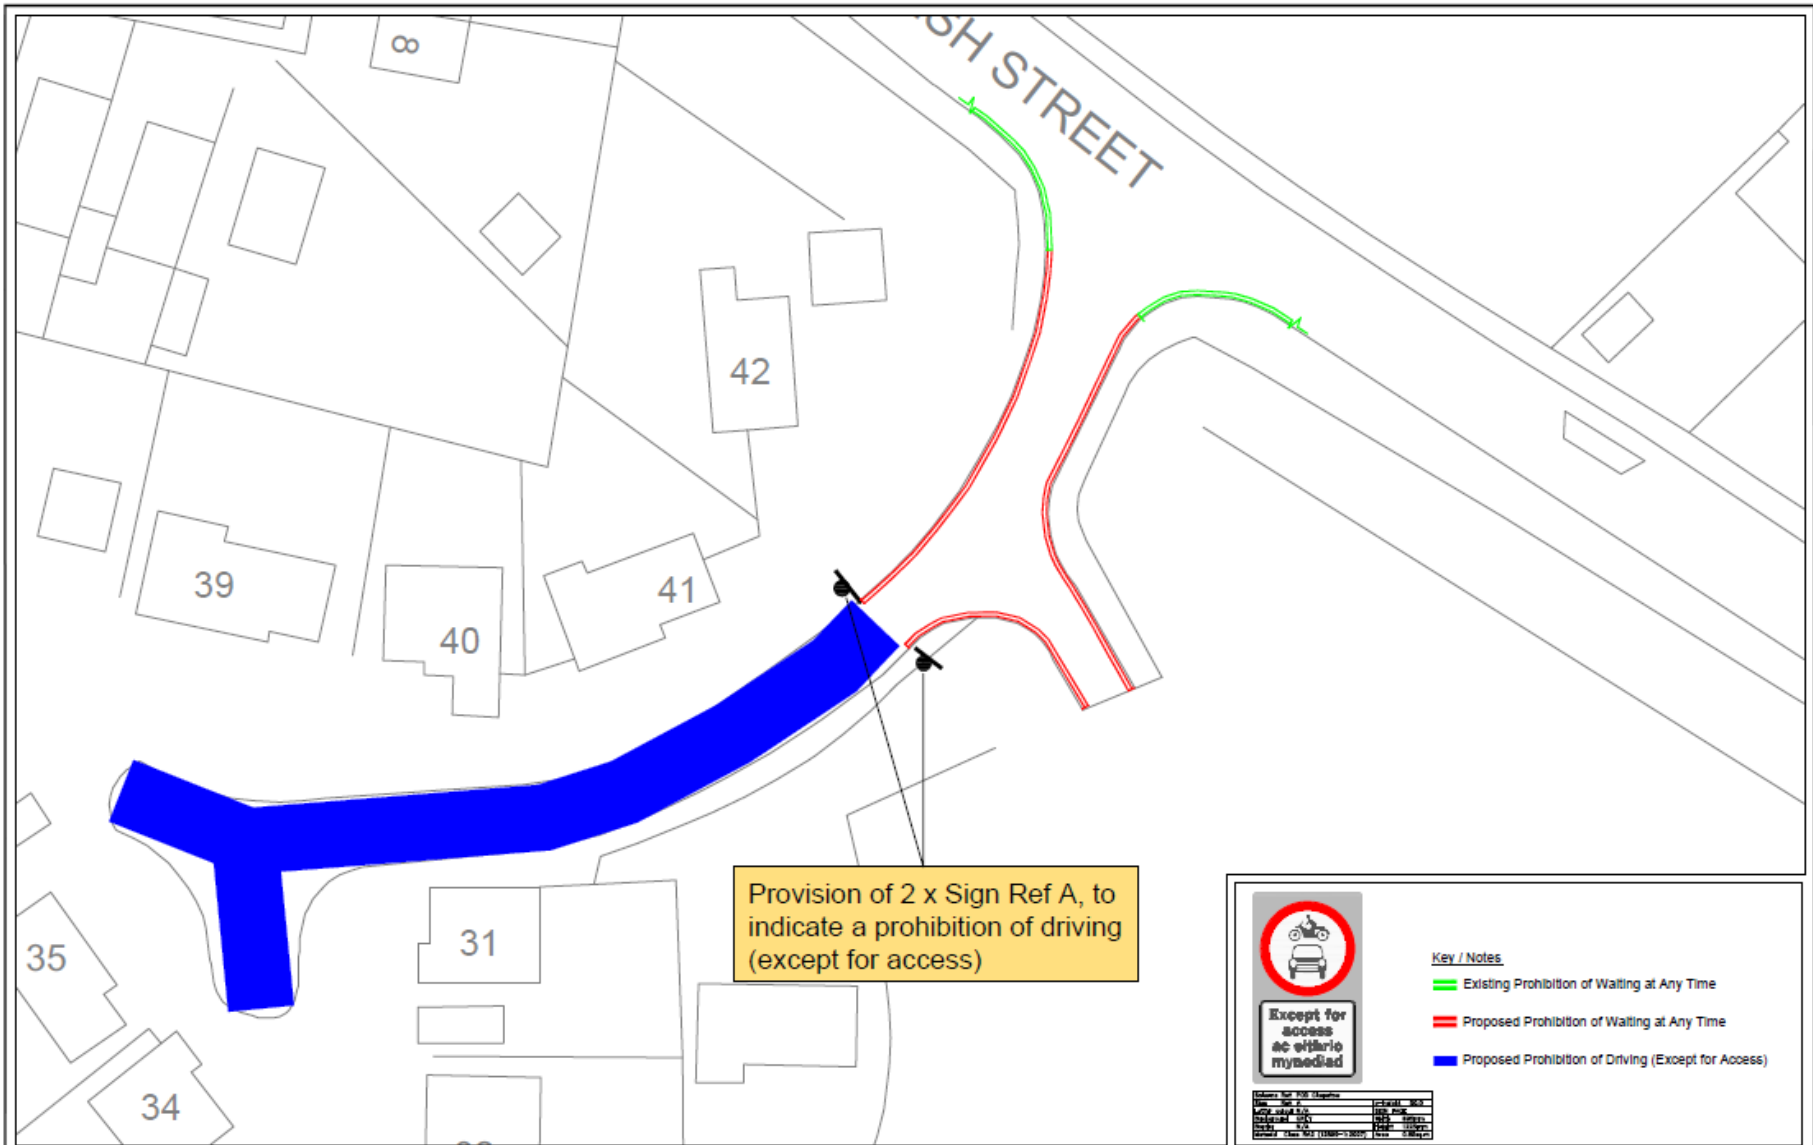 8
SH STREET
42
39
41
40
Provision of 2 x Sign Ref A, to
indicate a prohibition of driving
(except for access)
35
31
34
Except for
access
ac eithrio
mynediad
Key / Notes
Existing Prohibition of Waiting at Any Time
Proposed Prohibition of Waiting at Any Time
Proposed Prohibition of Driving (Except for Access)